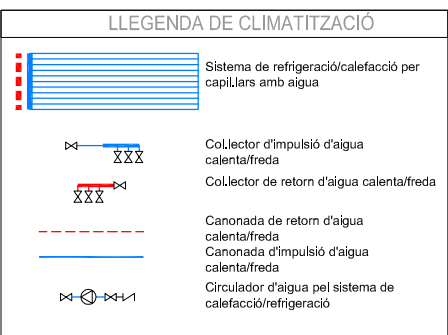 LLEGENDA DE CLIMATITZACIÓ
Sistema de refrigeració/calefacció per
capil.lars amb aigua
Col.lector d'impulsió d'aigua
calenta/freda
Col.lector de retorn d'aigua calenta/freda
Canonada de retorn d'aigua
calenta/freda
Canonada d'impulsió d'aigua
calenta/freda
Circulador d'aigua pel sistema de
calefacció/refrigeració